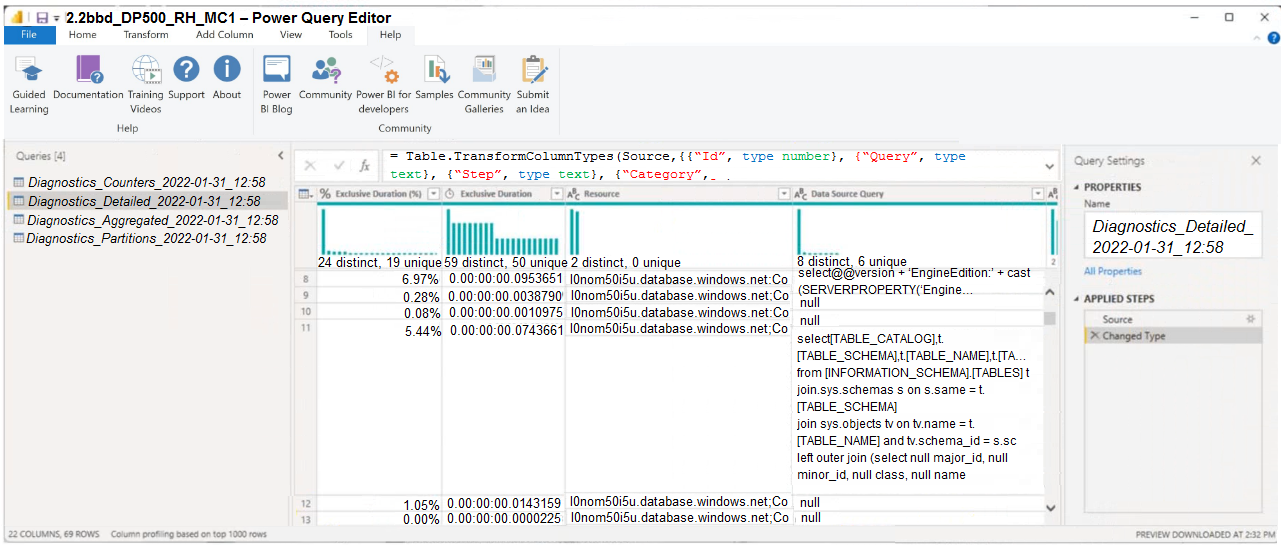 2.2bbd_DP500_RH_MC1 – Power Query Editor
File Home Transform Add Column View Tools Help
Guided Learning
Documentation
Training Videos
Support
About
Power BI Blog
Community
Power BI for developers
Samples
Community Galleries
Submit an Idea
Help
Community
Queries [4]
Diagnostics_Counters_2022-01-31_12:58
Diagnostics_Detailed_2022-01-31_12:58
Diagnostics_Aggregated_2022-01-31_12:58
Diagnostics_Partitions_2022-01-31_12:58
fx
= Table.TransformColumnTypes(Source,{{“Id”, type number}, {“Query”, type
text}, {“Step”, type text}, {“Category”,
% Exclusive Duration (%) Exclusive Duration ABC Resource ABC Data Source Query
24 distinct, 19 unique 59 distinct, 50 unique 2 distinct, 0 unique 8 distinct, 6 unique 2
8 6.97% 0.00:00:00.0953651 l0nom50i5u.database.windows.net;Co select@@version + ‘EngineEdition:’ + cast
(SERVERPROPERTY(‘Engine...
9 0.28% 0.00:00:00.0038790 l0nom50i5u.database.windows.net;Co null
10 0.08% 0.00:00:00.0010975 l0nom50i5u.database.windows.net;Co null
11 5.44% 0.00:00:00.0743661 l0nom50i5u.database.windows.net;Co
select[TABLE_CATALOG],t.
[TABLE_SCHEMA],t.[TABLE_NAME],t.[TA...
from [INFORMATION_SCHEMA].[TABLES] t
join.sys.schemas s on s.same = t.
[TABLE_SCHEMA]
join sys.objects tv on tv.name = t.
[TABLE_NAME] and tv.schema_id = s.sc
left outer join (select null major_id, null
minor_id, null class, null name
12 1.05% 0.00:00:00.0143159 l0nom50i5u.database.windows.net;Co null
13 0.00% 0.00:00:00.0000225 l0nom50i5u.database.windows.net;Co null
Query Settings
PROPERTIES
Name
Diagnostics_Detailed_
2022-01-31_12:58
All Properties
APPLIED STEPS
Source
Changed Type
22 COLUMNS, 69 ROWS Column profiling based on top 1000 rows
PREVIEW DOWNLOADED AT 2:32 PM